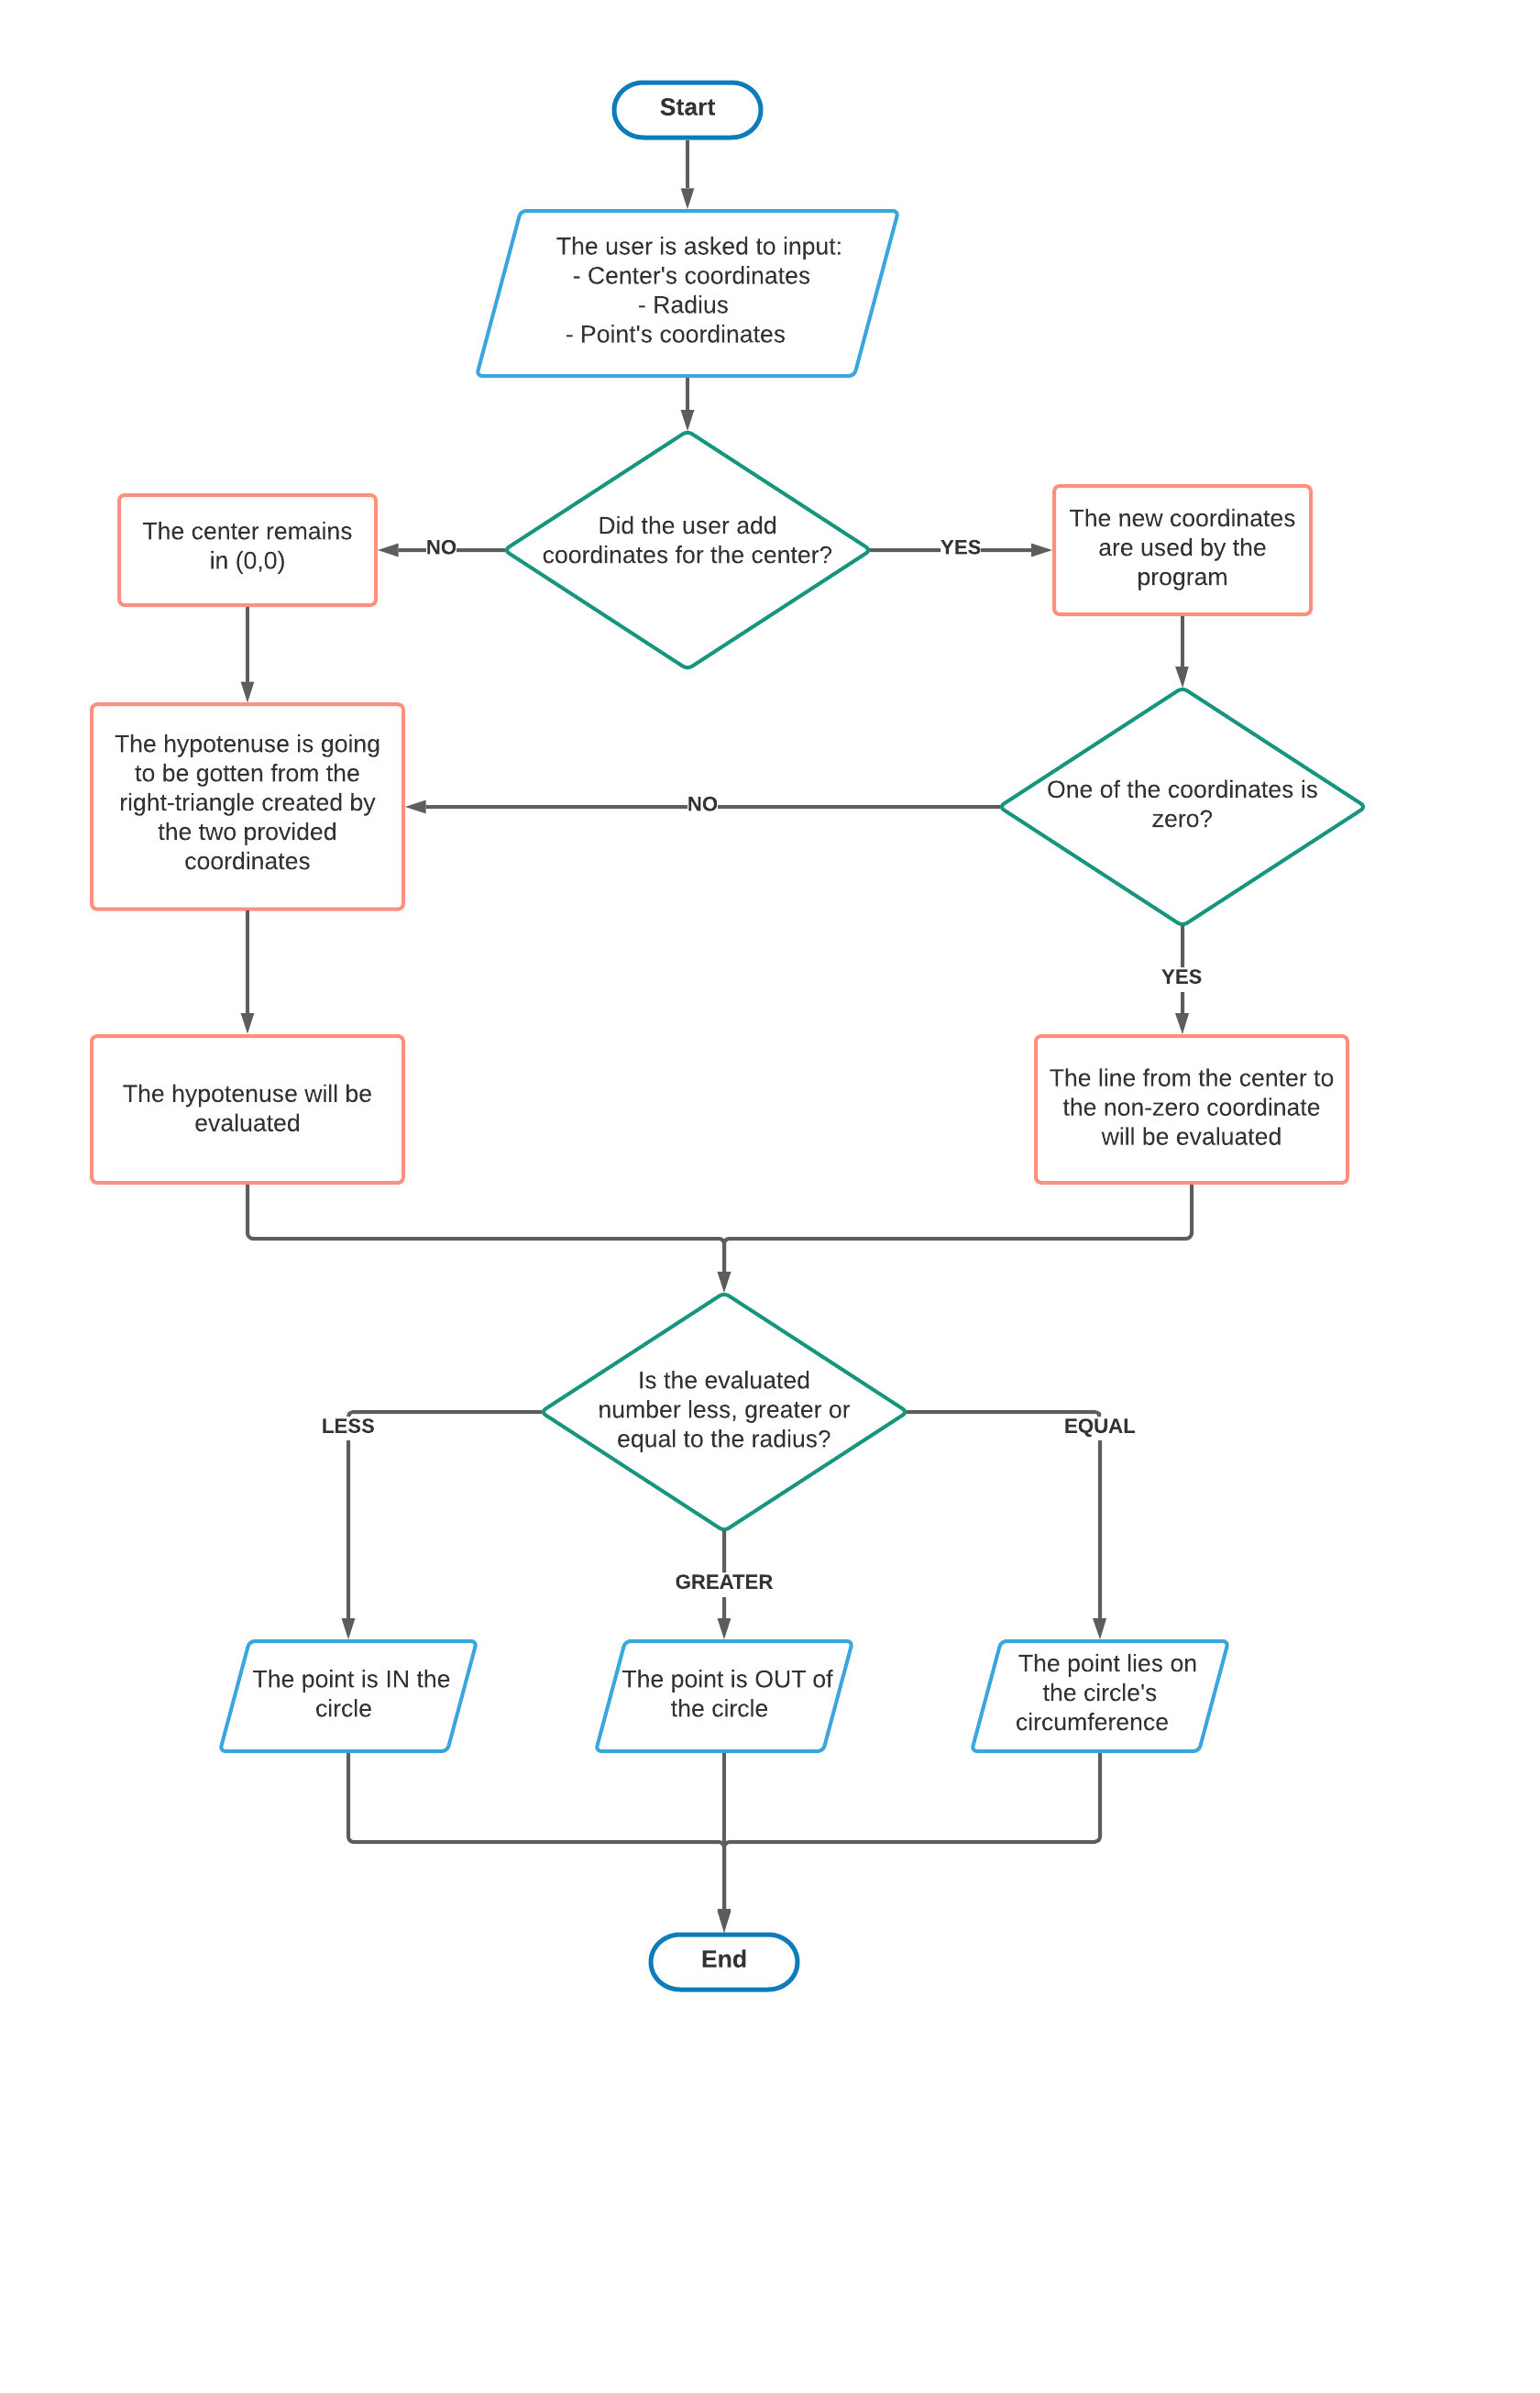 Start
The user is asked to input:
- Center's coordinates
- Radius
- Point's coordinates
Did the user add
coordinates for the center?
NO
YES
The center remains
in (0,0)
The new coordinates
are used by the
program
The hypotenuse is going
to be gotten from the
right-triangle created by
the two provided
coordinates
NO
One of the coordinates is
zero?
YES
The hypotenuse will be
evaluated
The line from the center to
the non-zero coordinate
will be evaluated
Is the evaluated
number less, greater or
equal to the radius?
LESS
EQUAL
GREATER
The point is IN the
circle
The point is OUT of
the circle
The point lies on
the circle's
circumference
End